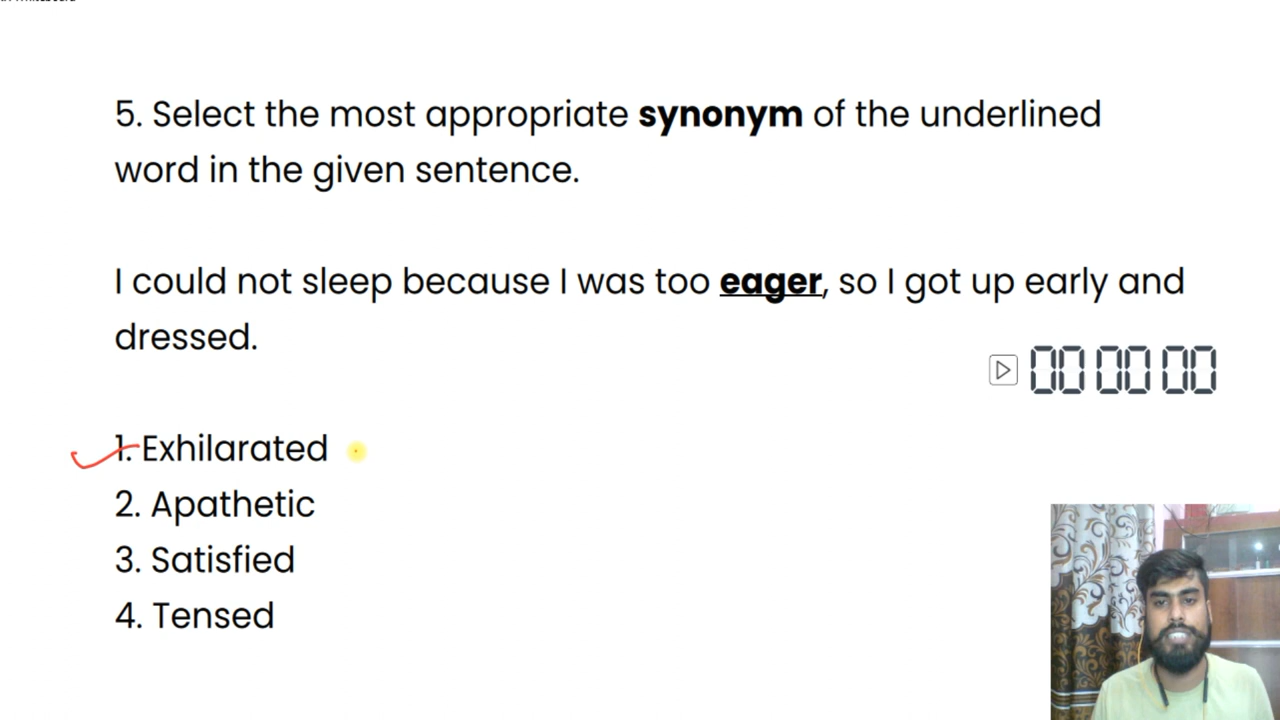 5. Select the most appropriate synonym of the underlined
word in the given sentence.
I could not sleep because I was too eager, so I got up early and
dressed.
00 00 00
1. Exhilarated
2. Apathetic
3. Satisfied
4. Tensed